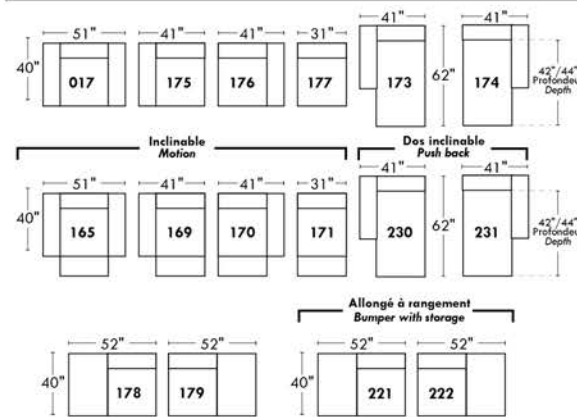 51" 41" 41" 31" 41" 41"
40" 017 175 176 177 173 62" 174 42"/44"
Profondeur
Depth
Inclinable Dos inclinable
Motion Push back
51" 41" 41" 31" 41" 41"
40" 165 169 170 171 230 62" 231 42"/44"
Profondeur
Depth
Allongé à rangement
Bumper with storage
52" 52" 52" 52"
40" 178 179 40" 221 222